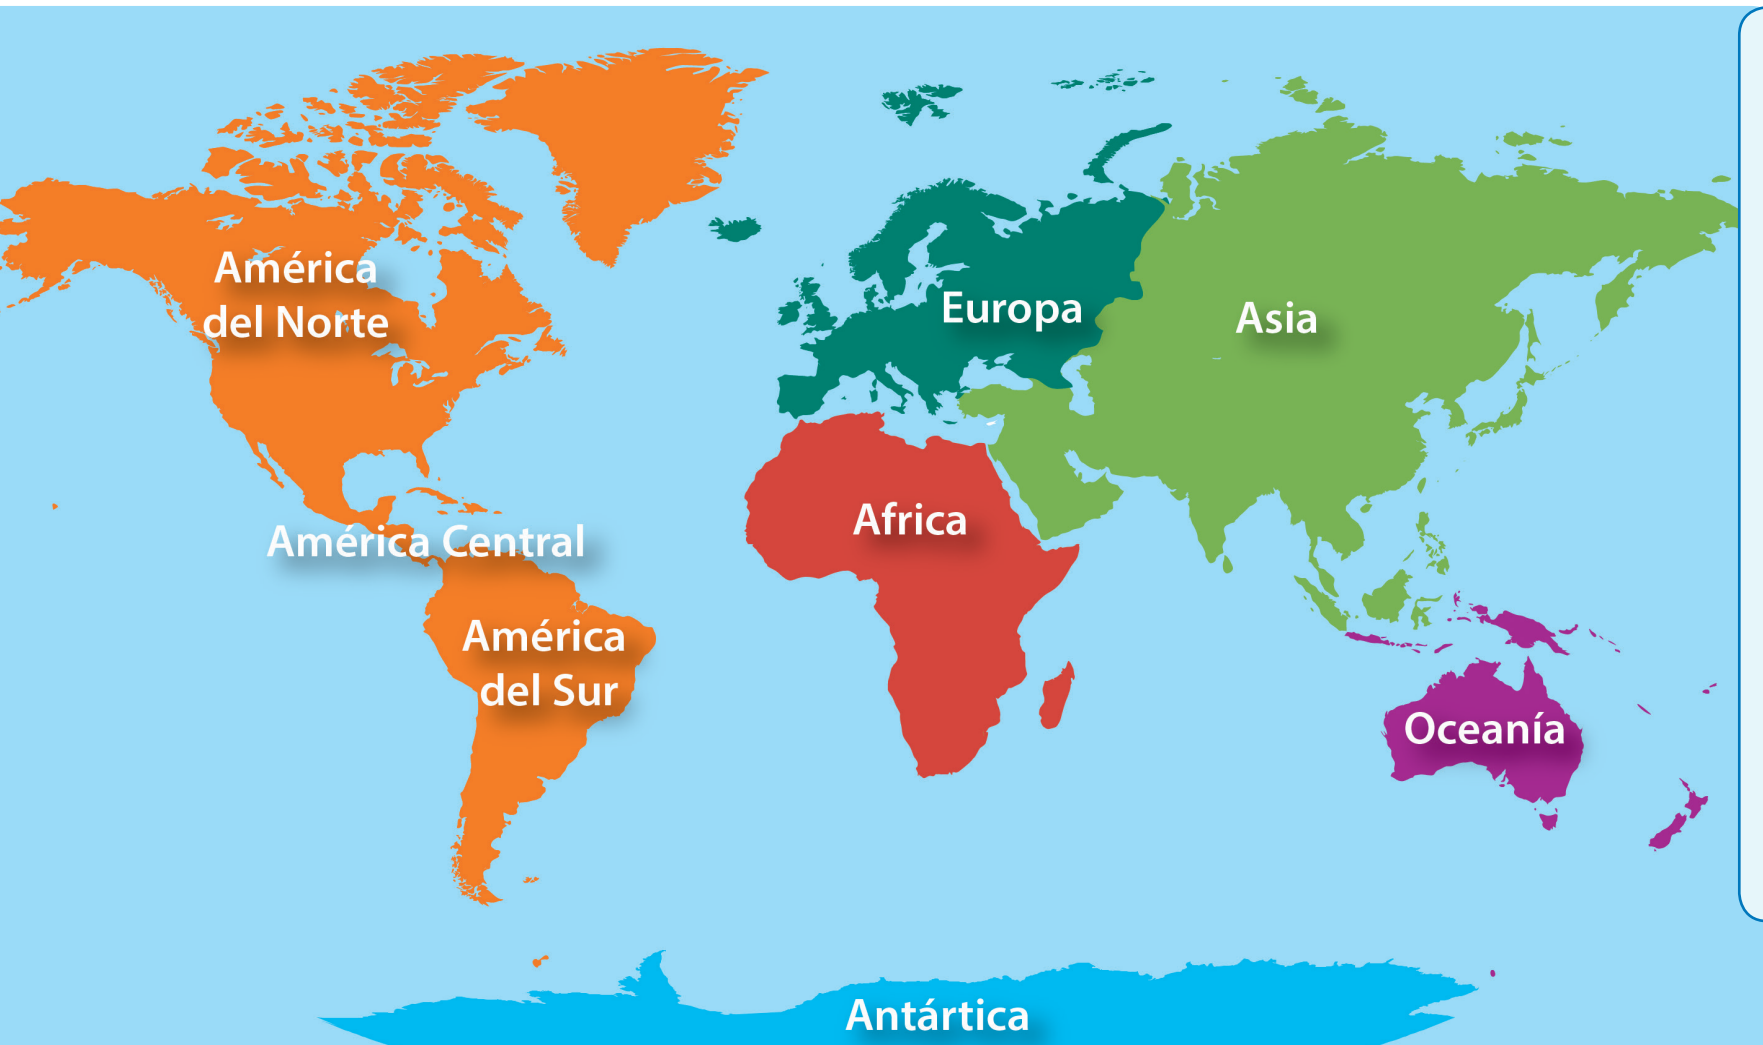 América
del Norte
Europa
Asia
Africa
América Central
América
del Sur
Oceanía
Antártica